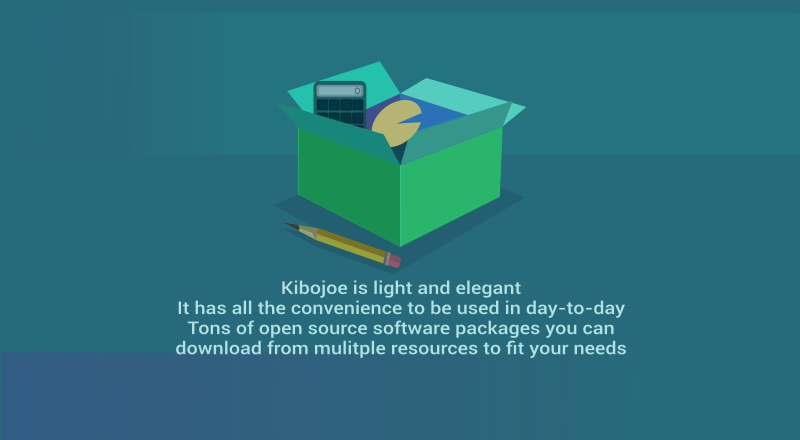 0
Kibojoe is light and elegant
It has all the convenience to be used in day-to-day
Tons of open source software packages you can
download from mulitple resources to fit your needs